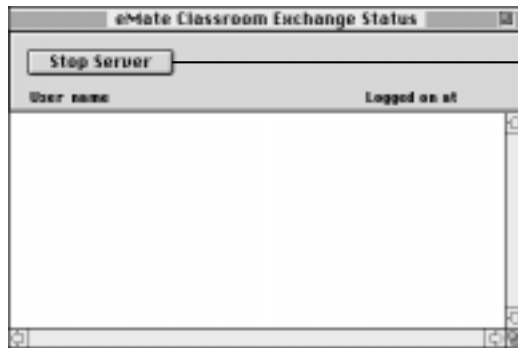 eMate Classroom Exchange Status
Stop Server
User name Logged on at